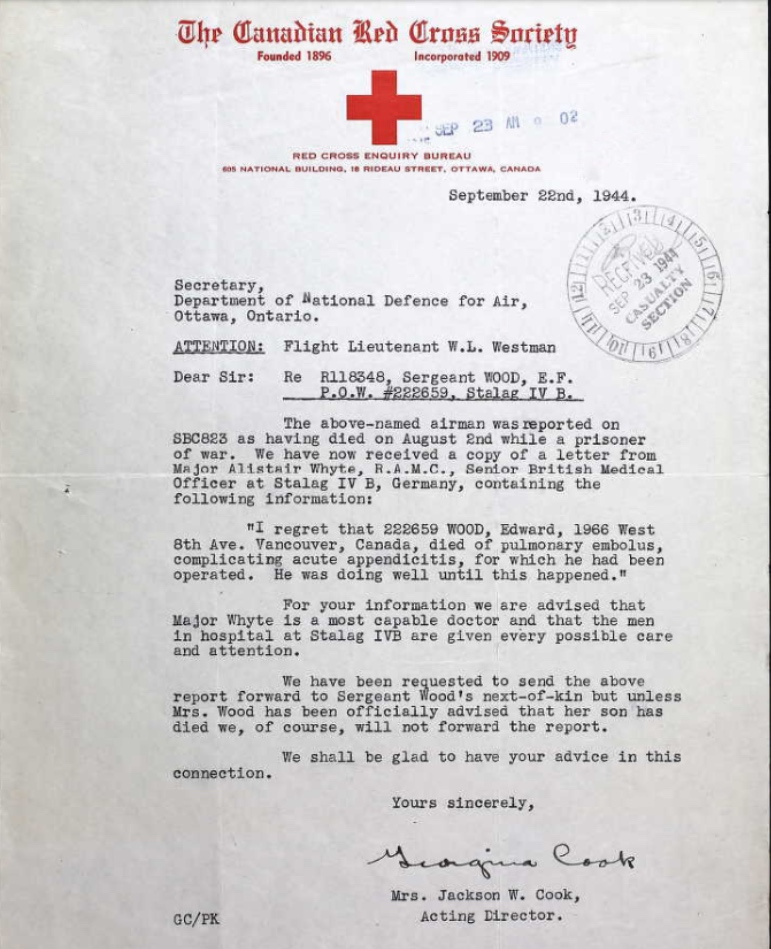 The Canadian Red Cross Society
Founded 1896 Incorporated 1909
SEP 23 AM 9 02
RED CROSS ENQUIRY BUREAU
605 NATIONAL BUILDING, 18 RIDEAU STREET, OTTAWA, CANADA
September 22nd, 1944.
RECEIVED
SEP 23 1944
CASUALTY
SECTION
Secretary,
Department of National Defence for Air,
Ottawa, Ontario.
ATTENTION: Flight Lieutenant W.L. Westman
Dear Sir: Re R118348, Sergeant WOOD, E.F.
P.O.W. #222659, Stalag IV B.
The above-named airman was reported on
SBC823 as having died on August 2nd while a prisoner
of war. We have now received a copy of a letter from
Major Alistair Whyte, R.A.M.C., Senior British Medical
Officer at Stalag IV B, Germany, containing the
following information:
"I regret that 222659 WOOD, Edward, 1966 West
8th Ave. Vancouver, Canada, died of pulmonary embolus,
complicating acute appendicitis, for which he had been
operated. He was doing well until this happened."
For your information we are advised that
Major Whyte is a most capable doctor and that the men
in hospital at Stalag IVB are given every possible care
and attention.
We have been requested to send the above
report forward to Sergeant Wood's next-of-kin but unless
Mrs. Wood has been officially advised that her son has
died we, of course, will not forward the report.
We shall be glad to have your advice in this
connection.
Yours sincerely,
Georgina Cook
Mrs. Jackson W. Cook,
GC/PK Acting Director.